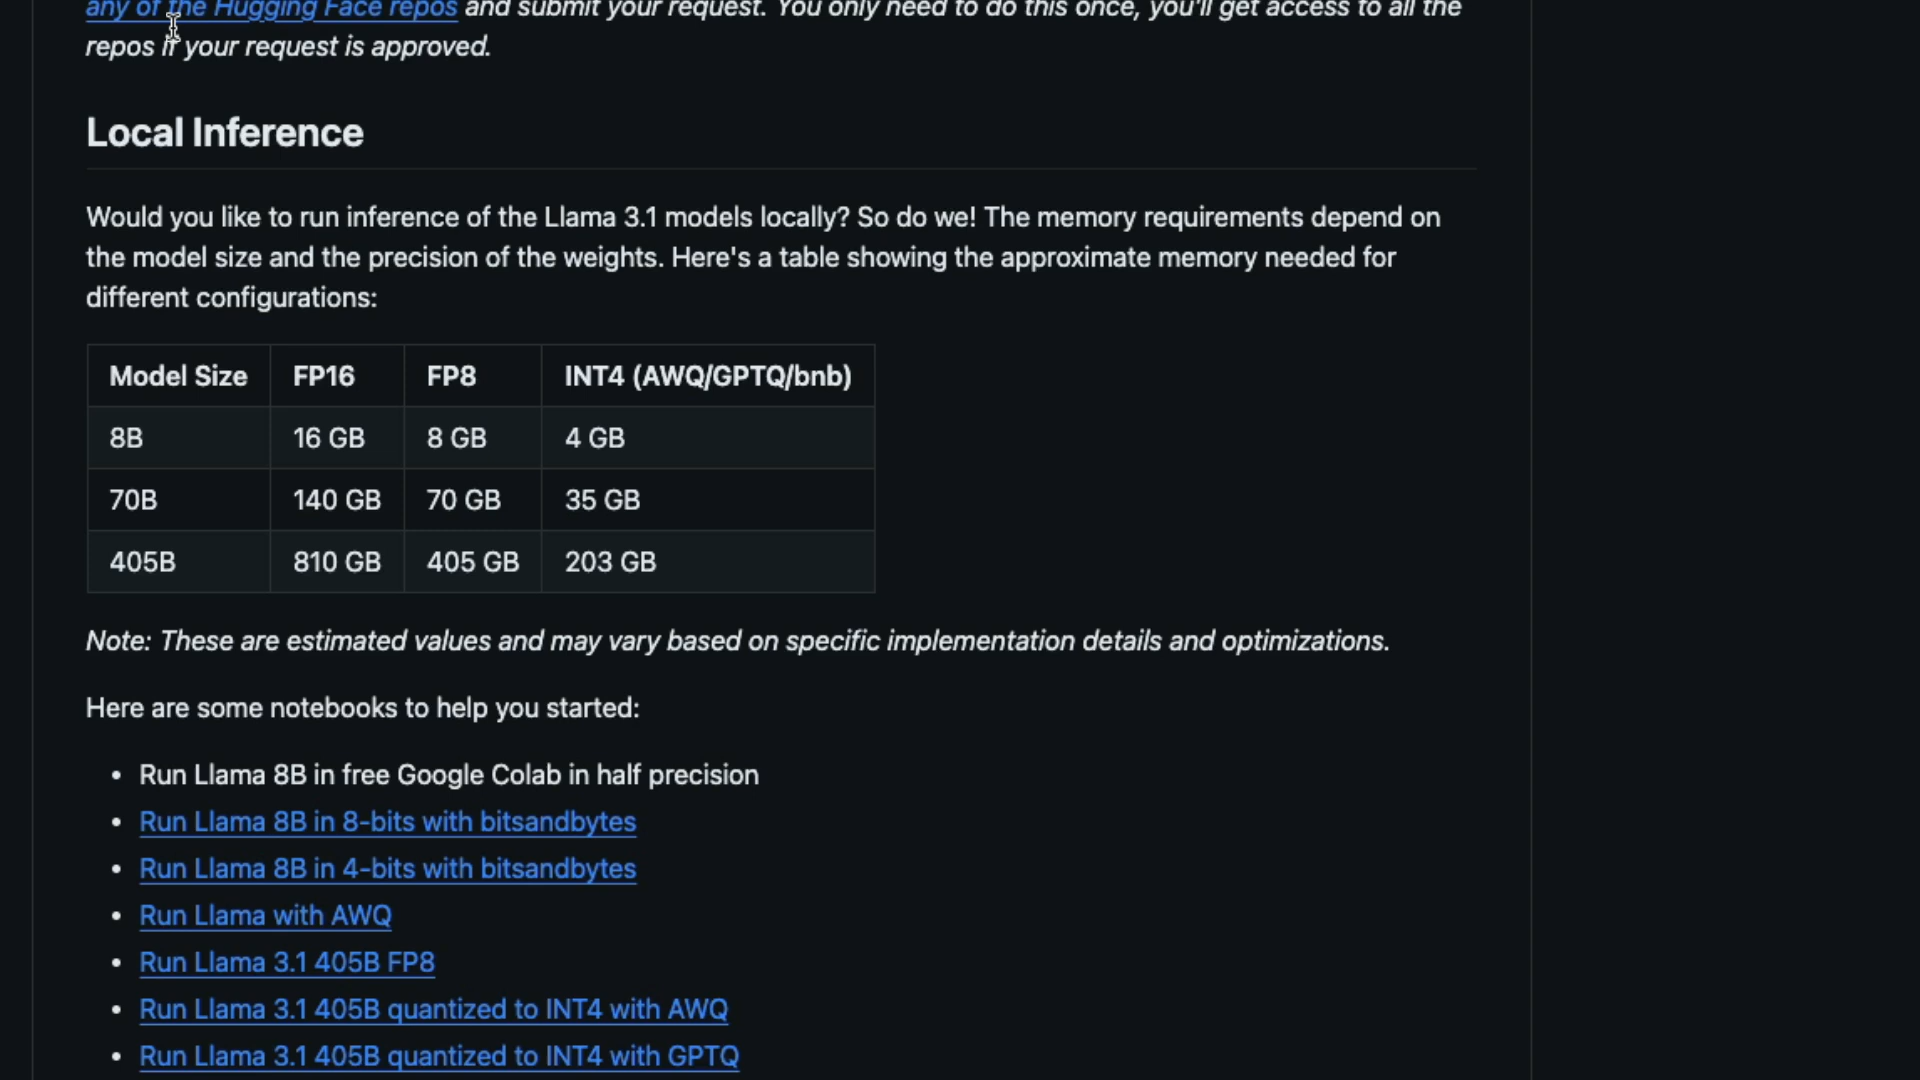 any of the Hugging Face repos and submit your request. You only need to do this once, you'll get access to all the
repos if your request is approved.
Local Inference
Would you like to run inference of the Llama 3.1 models locally? So do we! The memory requirements depend on
the model size and the precision of the weights. Here's a table showing the approximate memory needed for
different configurations:
Model Size FP16 FP8 INT4 (AWQ/GPTQ/bnb)
8B 16 GB 8 GB 4 GB
70B 140 GB 70 GB 35 GB
405B 810 GB 405 GB 203 GB
Note: These are estimated values and may vary based on specific implementation details and optimizations.
Here are some notebooks to help you started:
• Run Llama 8B in free Google Colab in half precision
• Run Llama 8B in 8-bits with bitsandbytes
• Run Llama 8B in 4-bits with bitsandbytes
• Run Llama with AWQ
• Run Llama 3.1 405B FP8
• Run Llama 3.1 405B quantized to INT4 with AWQ
• Run Llama 3.1 405B quantized to INT4 with GPTQ